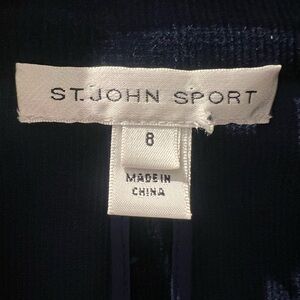 ST. JOHN SPORT
8
MADE IN
CHINA